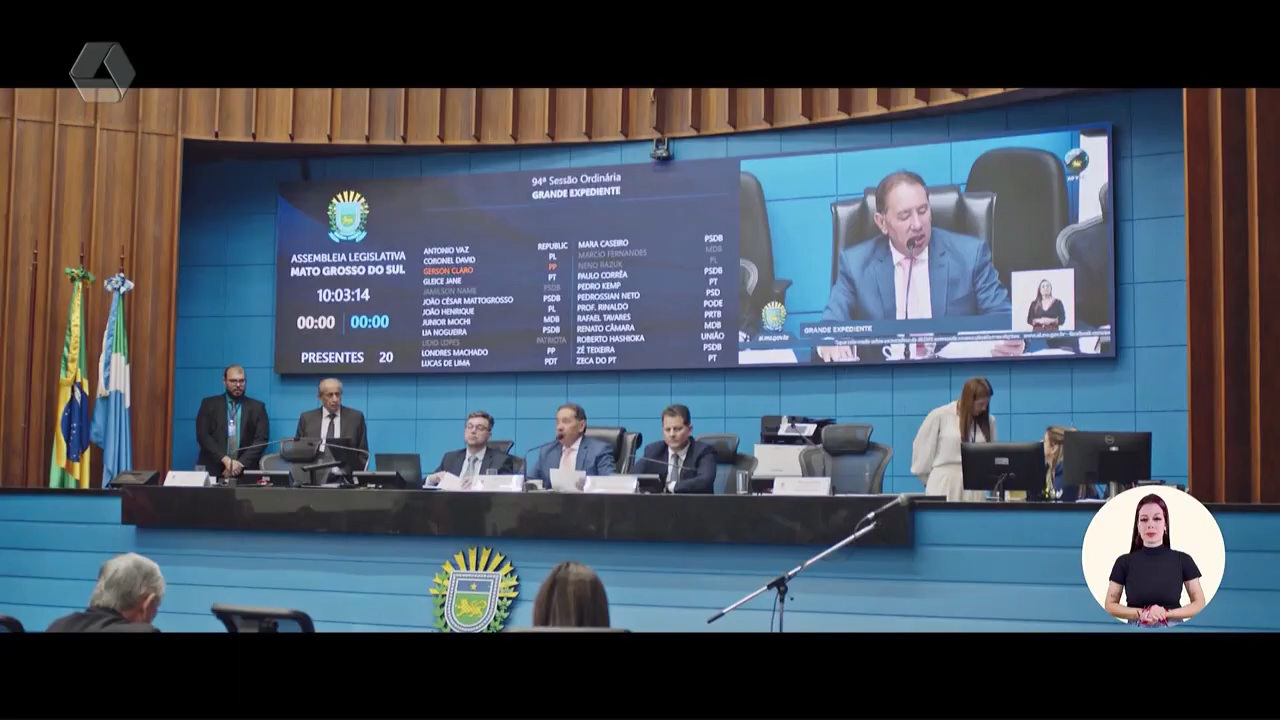 94ª Sessão Ordinária
GRANDE EXPEDIENTE
ASSEMBLEIA LEGISLATIVA
MATO GROSSO DO SUL
10:03:14
00:00 00:00
PRESENTES 20
ANTONIO VAZ REPUBLIC
CORONEL DAVID PL
GERSON CLARO PP
GLEICE JANE PT
JAMILSON NAME PSDB
JOÃO CÉSAR MATTOGROSSO PSDB
JOÃO HENRIQUE PL
JUNIOR MOCHI MDB
LIA NOGUEIRA PSDB
LIDIO LOPES PATRIOTA
LONDRES MACHADO PP
LUCAS DE LIMA PDT
MARA CASEIRO PSDB
MARCIO FERNANDES MDB
NENO RAZUK PL
PAULO CORRÊA PSDB
PEDRO KEMP PT
PEDROSSIAN NETO PSD
PROF. RINALDO PODE
RAFAEL TAVARES PRTB
RENATO CÂMARA MDB
ROBERTO HASHIOKA UNIÃO
ZÉ TEIXEIRA PSDB
ZECA DO PT PT
GRANDE EXPEDIENTE
al.ms.gov.br
DELL